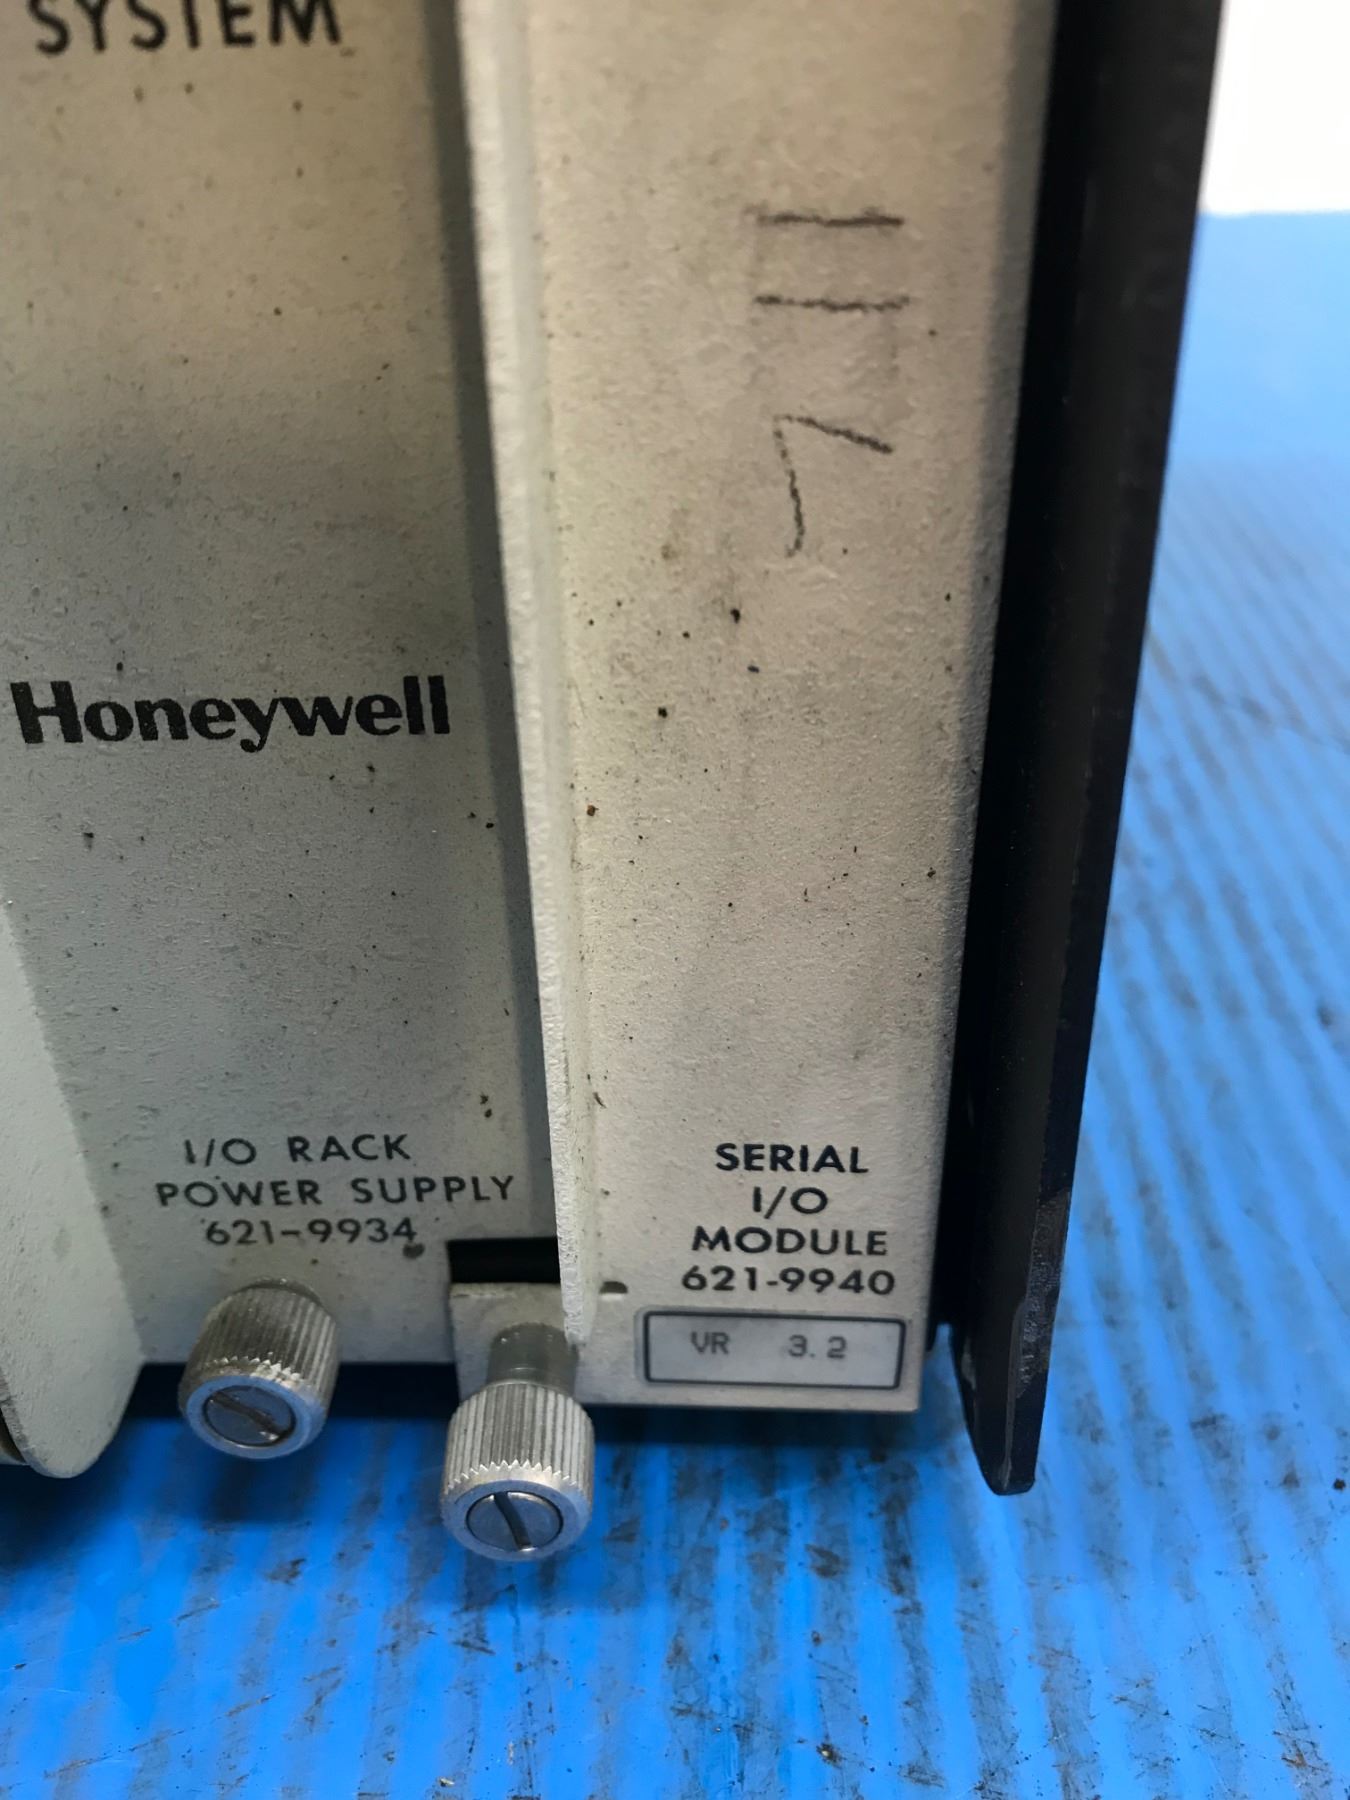 SYSTEM
Honeywell
I/O RACK
POWER SUPPLY
621-9934
SERIAL
I/O
MODULE
621-9940
VR 3.2